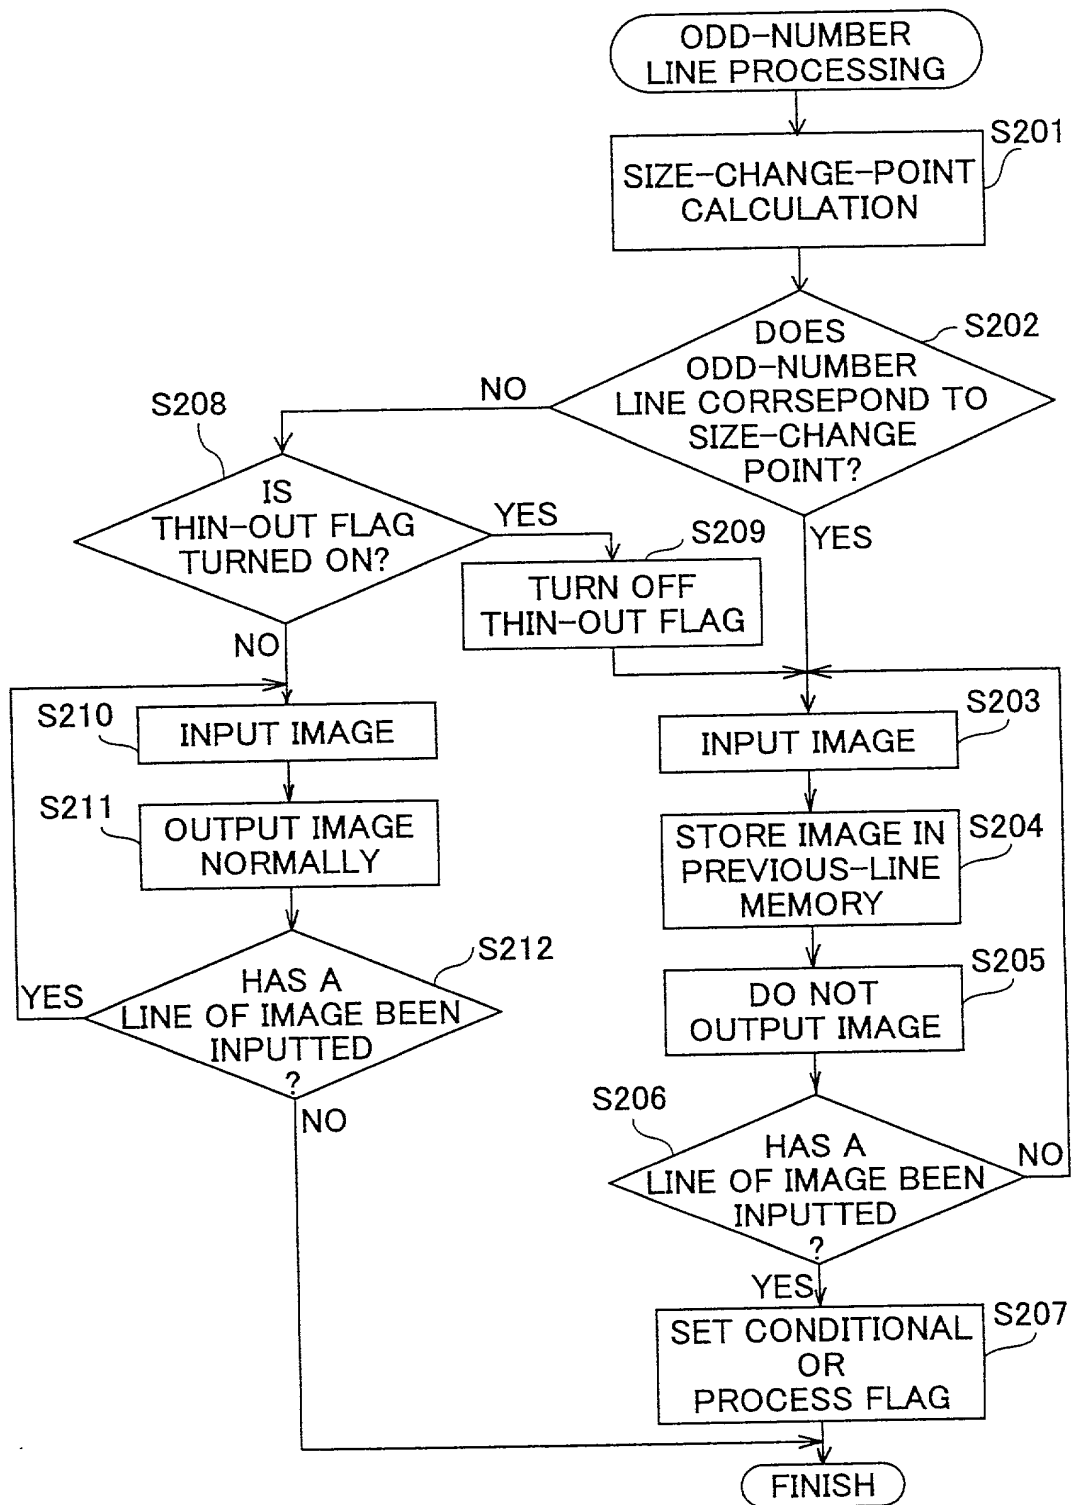 ODD-NUMBER
LINE PROCESSING
S201
SIZE-CHANGE-POINT
CALCULATION
S202
DOES
ODD-NUMBER
LINE CORRSEPOND TO
SIZE-CHANGE
POINT?
NO
YES
S208
IS
THIN-OUT FLAG
TURNED ON?
YES
NO
S209
TURN OFF
THIN-OUT FLAG
S210
INPUT IMAGE
S211
OUTPUT IMAGE
NORMALLY
S212
HAS A
LINE OF IMAGE BEEN
INPUTTED
?
YES
NO
S203
INPUT IMAGE
S204
STORE IMAGE IN
PREVIOUS-LINE
MEMORY
S205
DO NOT
OUTPUT IMAGE
S206
HAS A
LINE OF IMAGE BEEN
INPUTTED
?
NO
YES
S207
SET CONDITIONAL
OR
PROCESS FLAG
FINISH